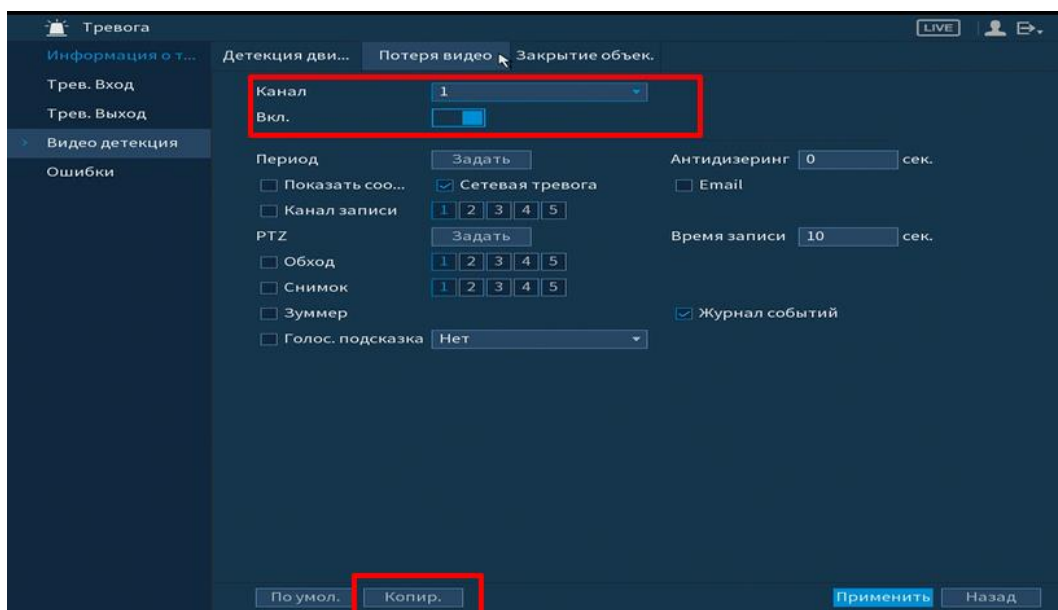 Тревога LIVE
Информация о т... Детекция дви... Потеря видео Закрытие объек.
Трев. Вход
Трев. Выход
Видео детекция
Ошибки
Канал 1
Вкл.
Период Задать Антидизеринг 0 сек.
Показать соо... Сетевая тревога Email
Канал записи 1 2 3 4 5
PTZ Задать Время записи 10 сек.
Обход 1 2 3 4 5
Снимок 1 2 3 4 5
Зуммер Журнал событий
Голос. подсказка Нет
По умол. Копир. Применить Назад